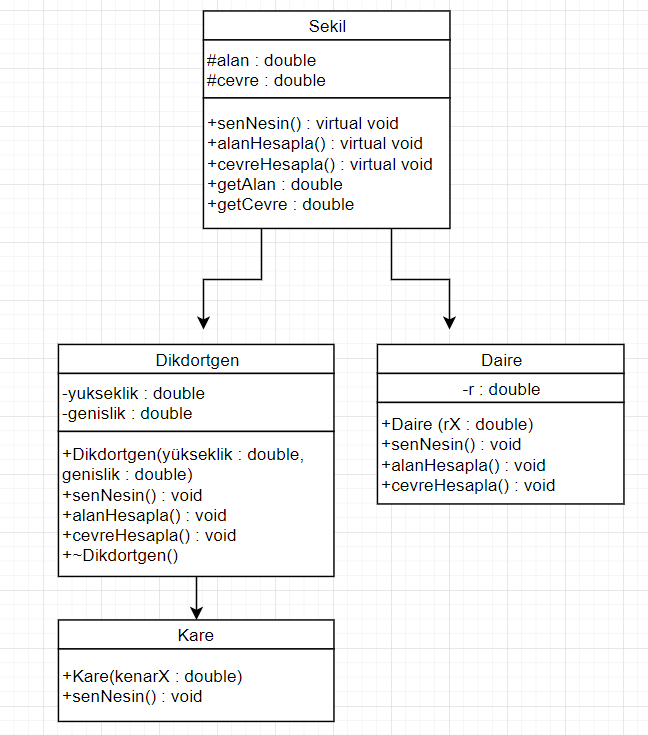 Sekil
#alan : double
#cevre : double
+senNesin() : virtual void
+alanHesapla() : virtual void
+cevreHesapla() : virtual void
+getAlan : double
+getCevre : double
Dikdortgen
-yukseklik : double
-genislik : double
+Dikdortgen(yükseklik : double,
genislik : double)
+senNesin() : void
+alanHesapla() : void
+cevreHesapla() : void
+~Dikdortgen()
Daire
-r : double
+Daire (rX : double)
+senNesin() : void
+alanHesapla() : void
+cevreHesapla() : void
Kare
+Kare(kenarX : double)
+senNesin() : void